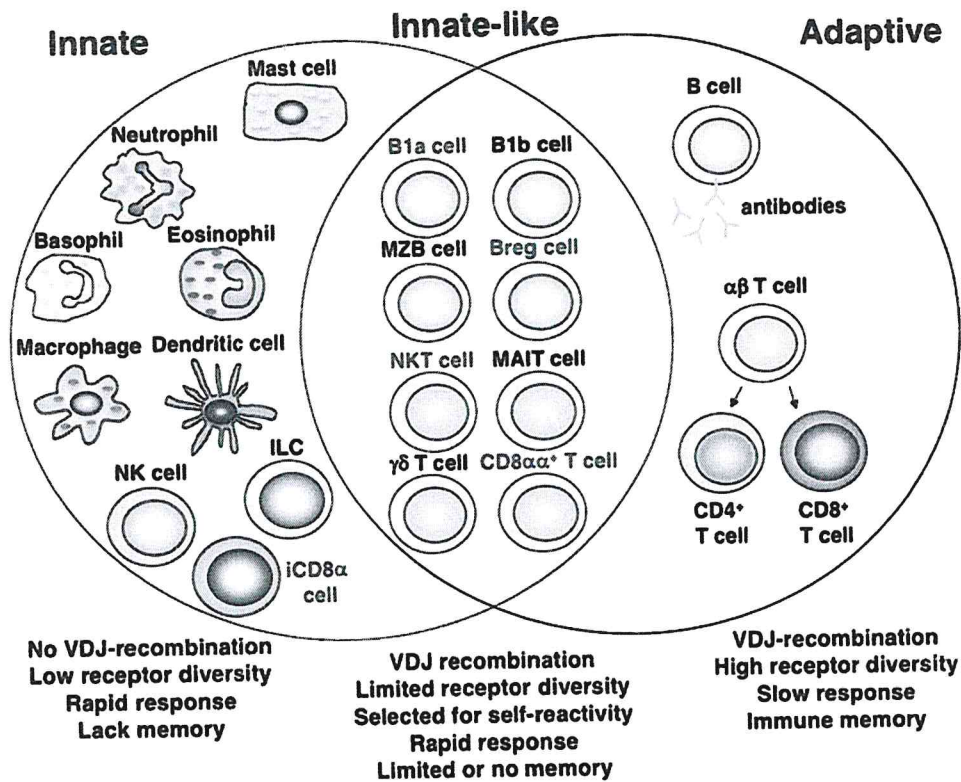 Innate
Innate-like
Adaptive
Mast cell
Neutrophil
Basophil
Eosinophil
Macrophage
Dendritic cell
NK cell
ILC
iCD8α
cell
B1a cell
B1b cell
MZB cell
Breg cell
NKT cell
MAIT cell
γδ T cell
CD8αα⁺ T cell
B cell
antibodies
αβ T cell
CD4⁺
T cell
CD8⁺
T cell
No VDJ-recombination
Low receptor diversity
Rapid response
Lack memory
VDJ recombination
Limited receptor diversity
Selected for self-reactivity
Rapid response
Limited or no memory
VDJ-recombination
High receptor diversity
Slow response
Immune memory